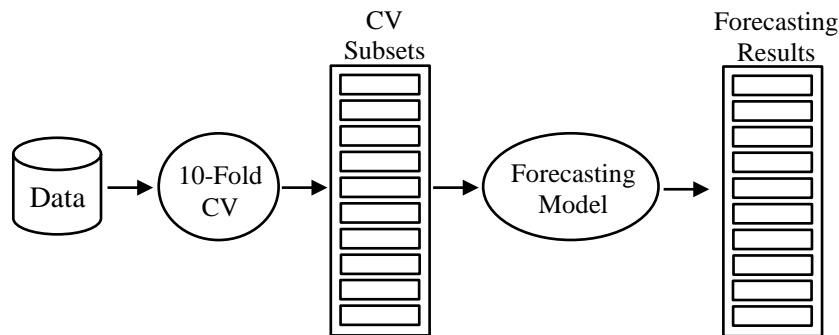 CV
Subsets
Forecasting
Results
Data
10-Fold
CV
Forecasting
Model